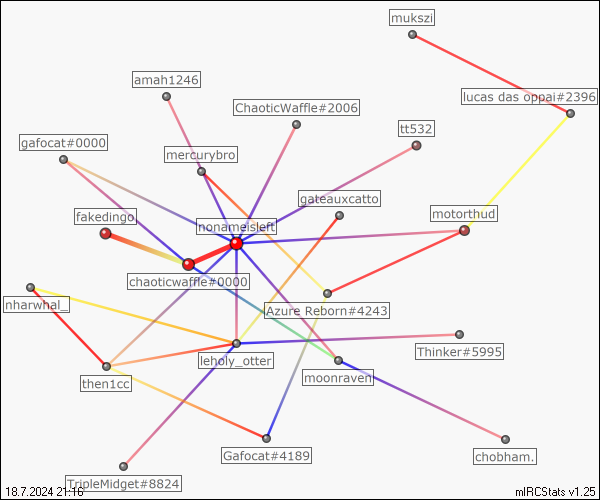 mukszi
amah1246
lucas das oppai#2396
ChaoticWaffle#2006
tt532
gafocat#0000
mercurybro
gateauxcatto
fakedingo
nonameisleft
motorthud
chaoticwaffle#0000
nharwhal_
Azure Reborn#4243
leholy_otter
Thinker#5995
then1cc
moonraven
Gafocat#4189
chobham.
TripleMidget#8824
18.7.2024 21:16
mIRCStats v1.25